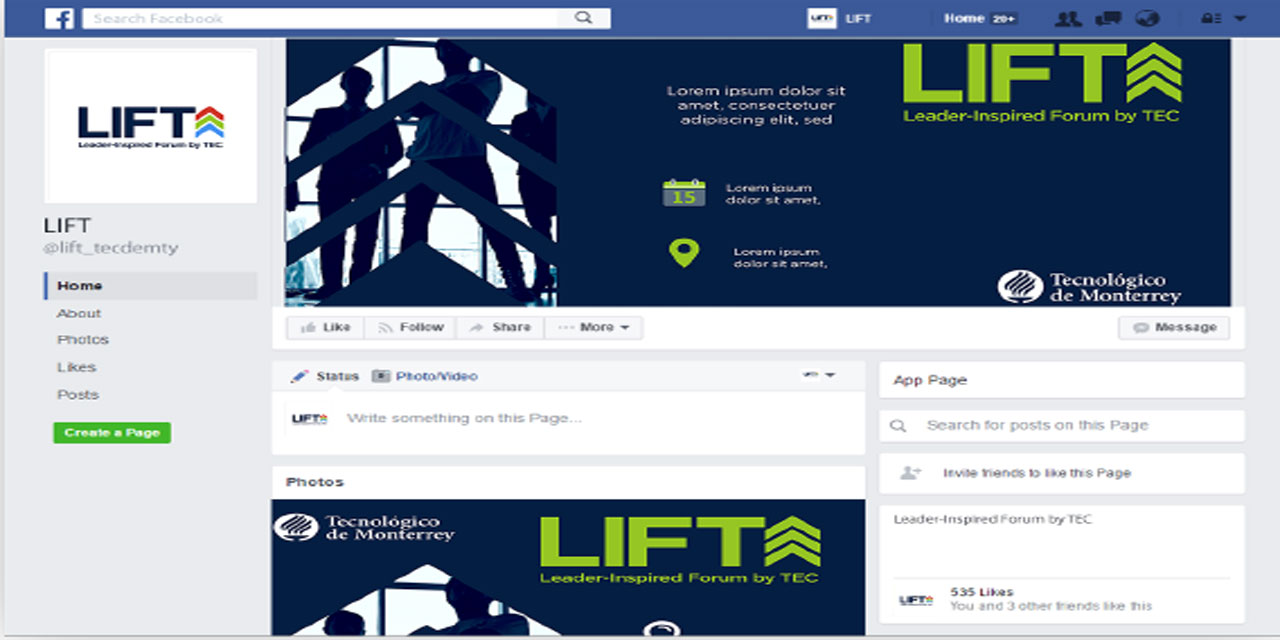 Search Facebook
LIFT
Home 20+
LIFT
Leader-Inspired Forum by TEC
LIFT
@lift_tecdemty
Home
About
Photos
Likes
Posts
Create a Page
Lorem ipsum dolor sit
amet, consectetuer
adipiscing elit, sed
15
Lorem ipsum
dolor sit amet,
Lorem ipsum
dolor sit amet,
LIFT
Leader-Inspired Forum by TEC
Tecnológico
de Monterrey
Like
Follow
Share
More
Message
Status
Photo/Video
LIFT
Write something on this Page...
Photos
Tecnológico
de Monterrey
LIFT
Leader-Inspired Forum by TEC
App Page
Search for posts on this Page
Invite friends to like this Page
Leader-Inspired Forum by TEC
LIFT
535 Likes
You and 3 other friends like this